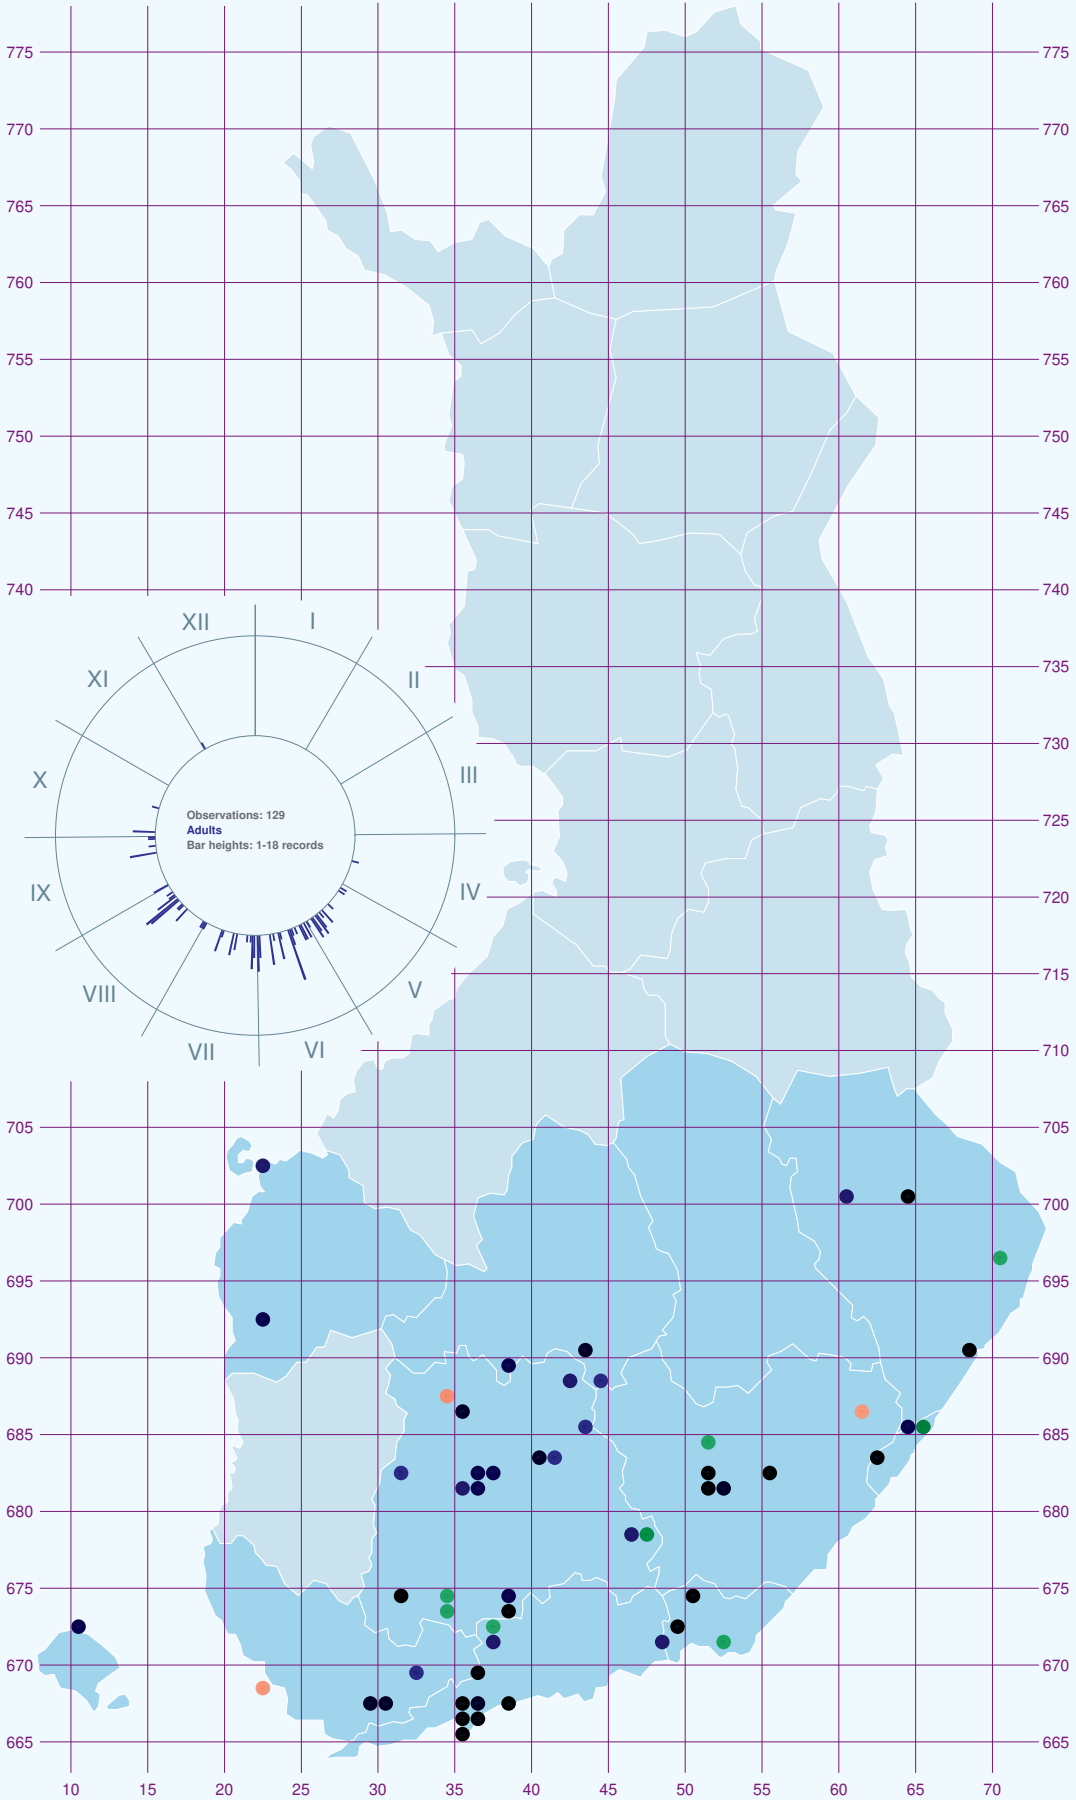 775 775
770 770
765 765
760 760
755 755
750 750
745 745
740 740
XII I
735
XI II
730
X III
Observations: 129
725
Adults
Bar heights: 1-18 records
IX IV
720
715
VIII V
VII VI
710
705 705
700 700
695 695
690 690
685 685
680 680
675 675
670 670
665 665
10 15 20 25 30 35 40 45 50 55 60 65 70